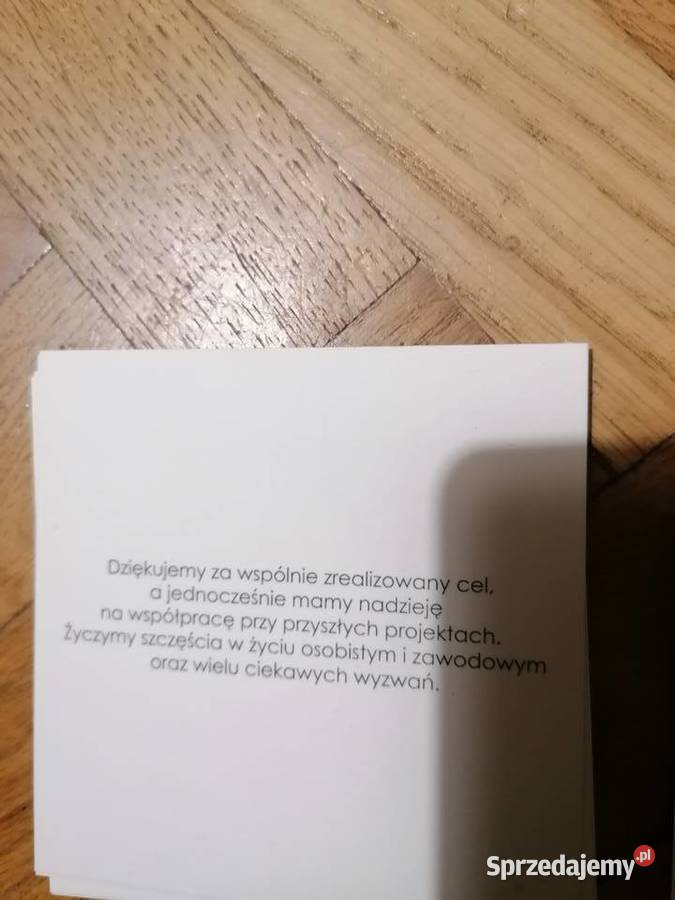 Dziękujemy za wspólnie zrealizowany cel,
a jednocześnie mamy nadzieję
na współpracę przy przyszłych projektach.
Życzymy szczęścia w życiu osobistym i zawodowym
oraz wielu ciekawych wyzwań.
Sprzedajemy.pl